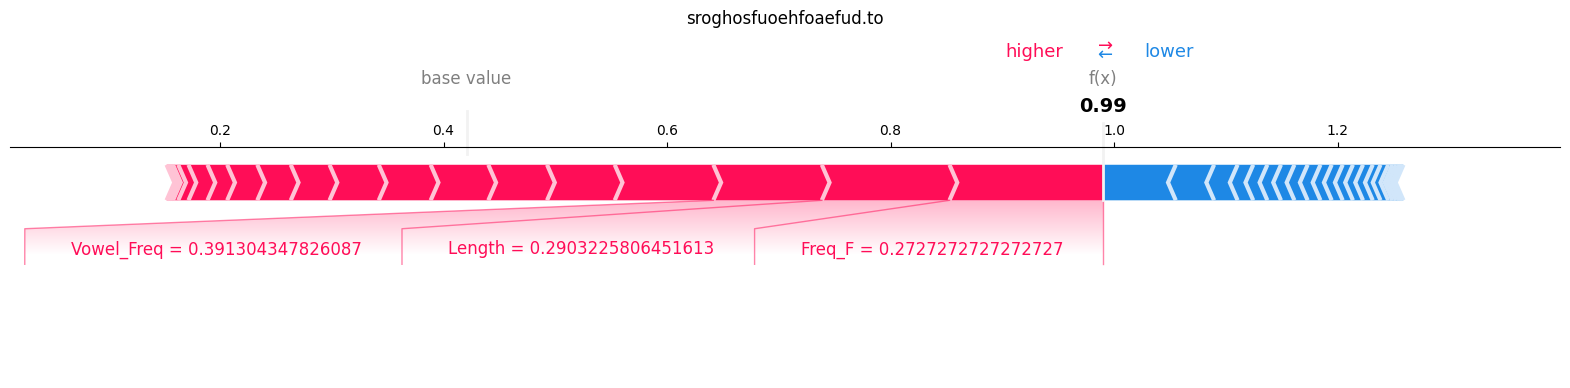 sroghosfuoehfoaefud.to
higher → ← lower
base value f(x)
0.99
0.2 0.4 0.6 0.8 1.0 1.2
Vowel_Freq = 0.391304347826087 Length = 0.2903225806451613 Freq_F = 0.2727272727272727